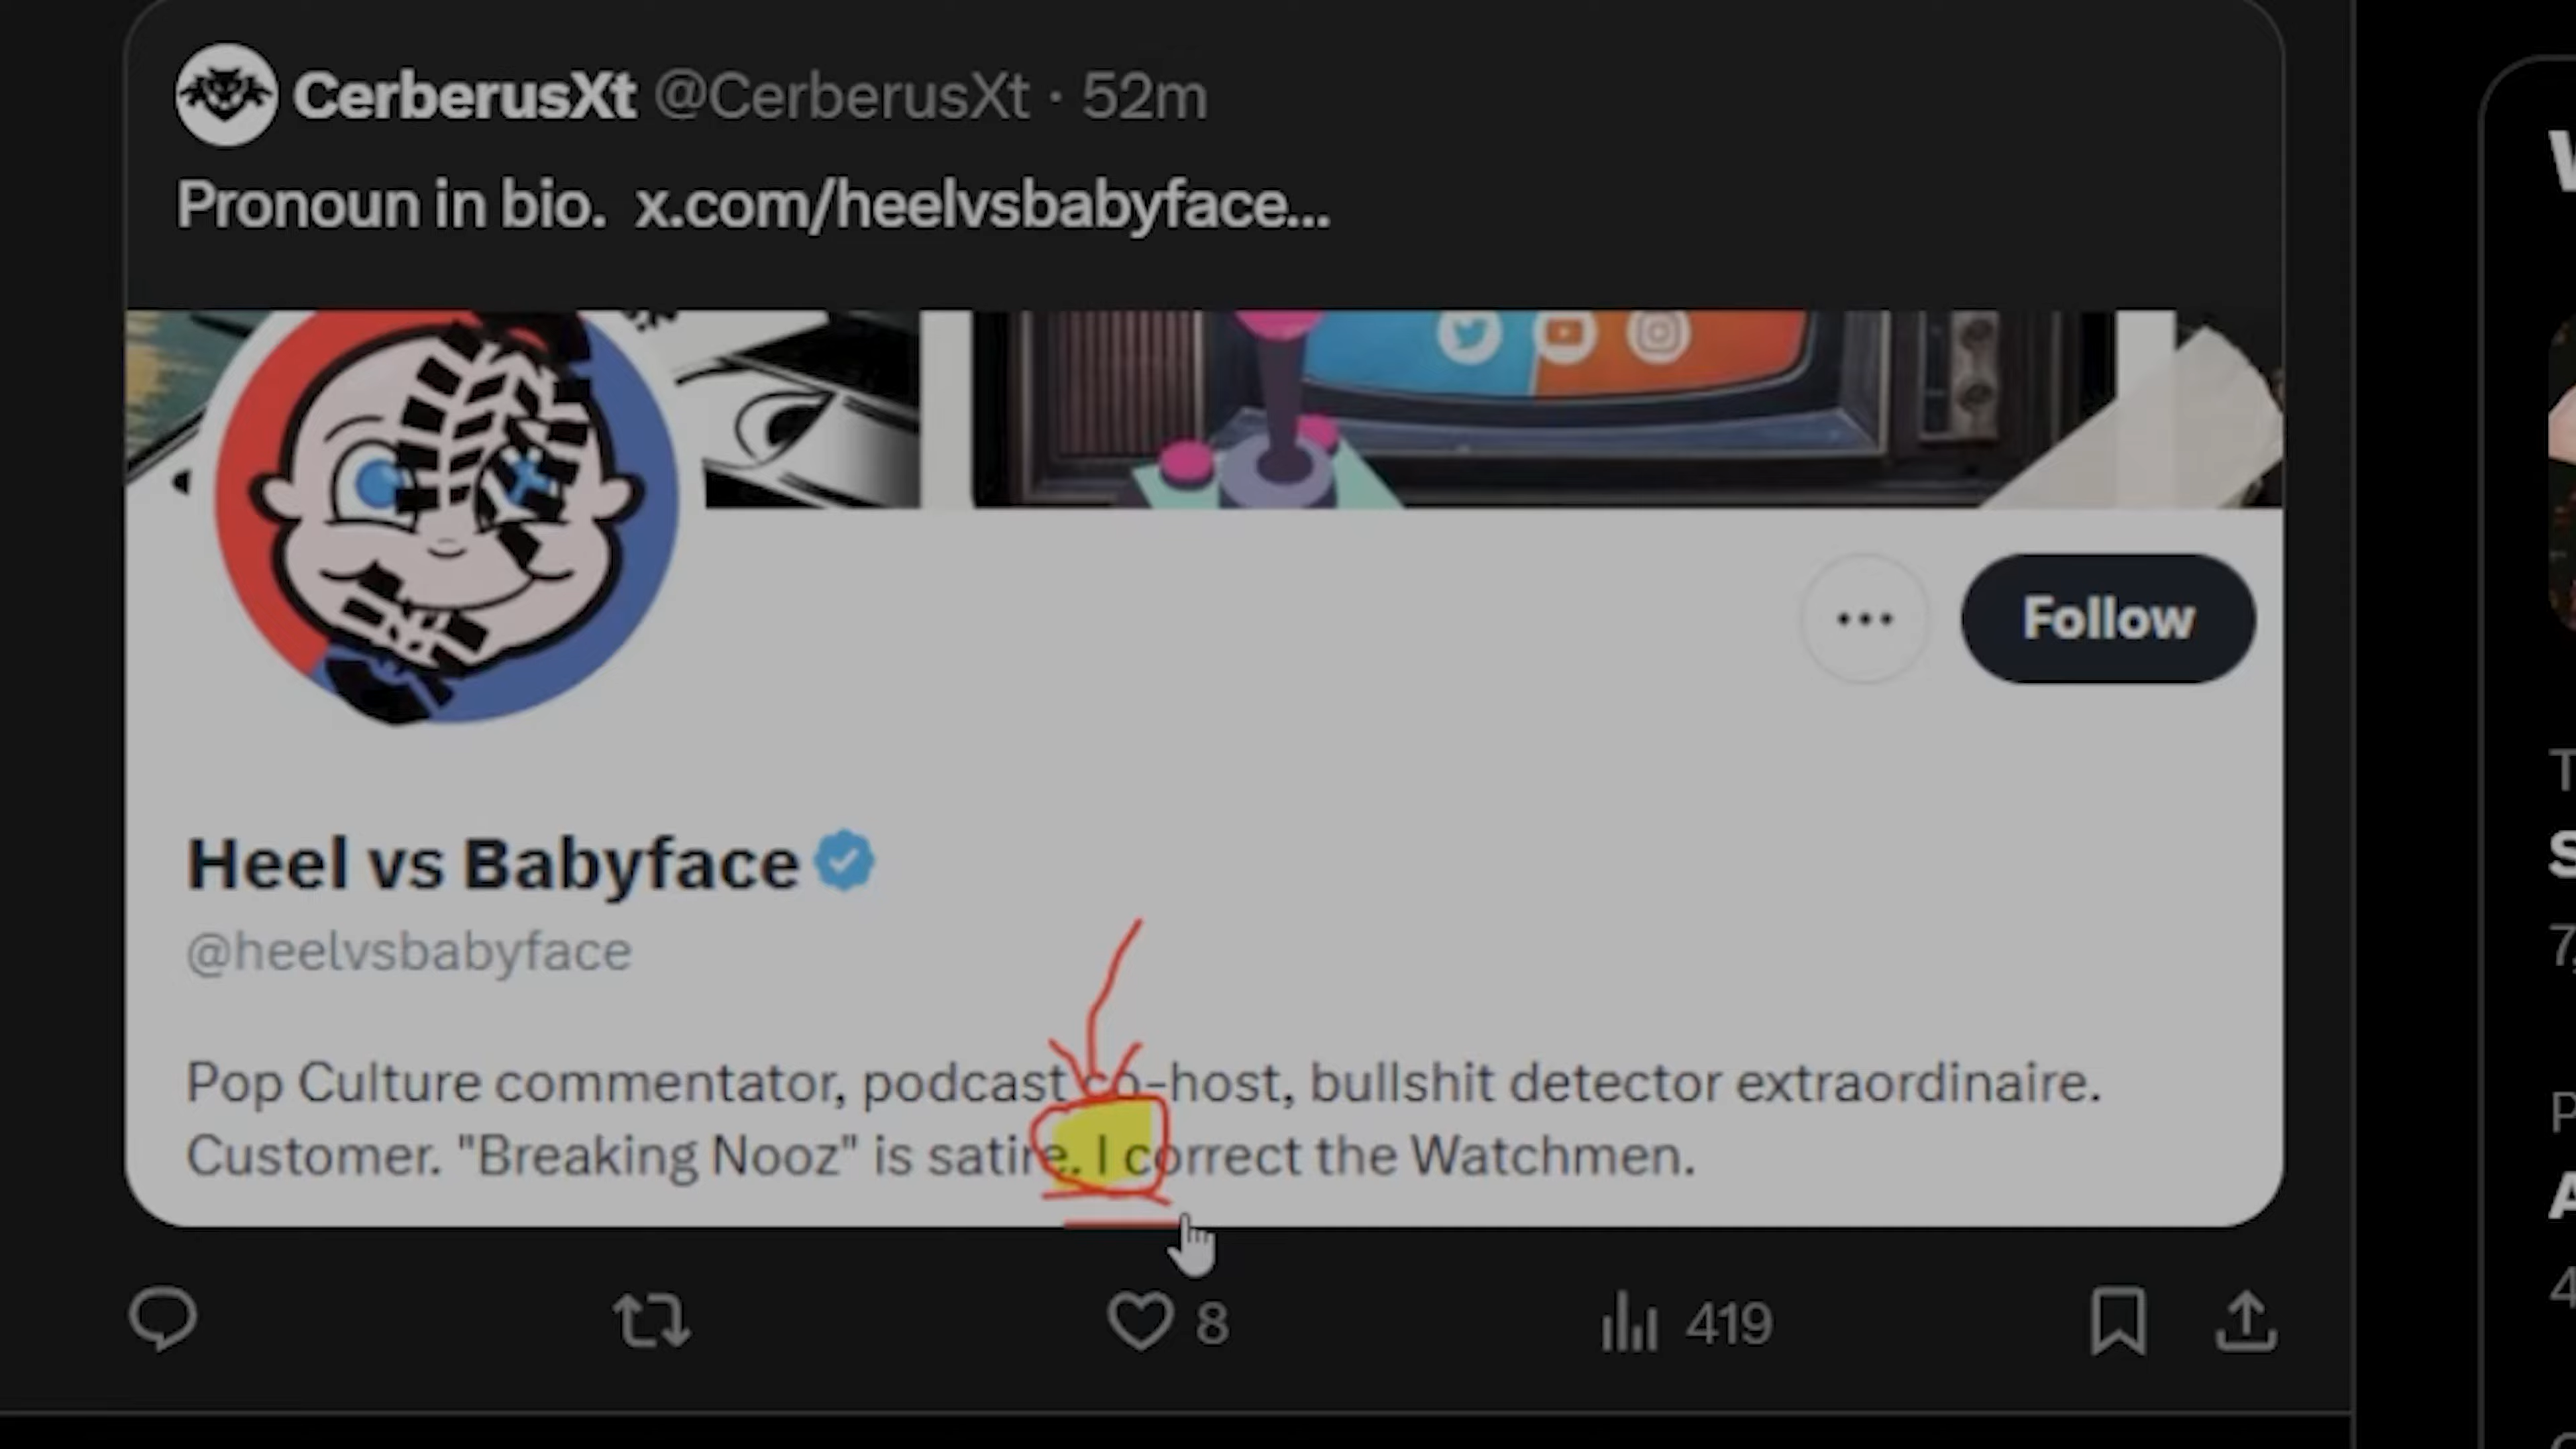 CerberusXt @CerberusXt · 52m
Pronoun in bio. x.com/heelvsbabyface...
Follow
Heel vs Babyface
@heelvsbabyface
Pop Culture commentator, podcast co-host, bullshit detector extraordinaire.
Customer. "Breaking Nooz" is satire. I correct the Watchmen.
8
419